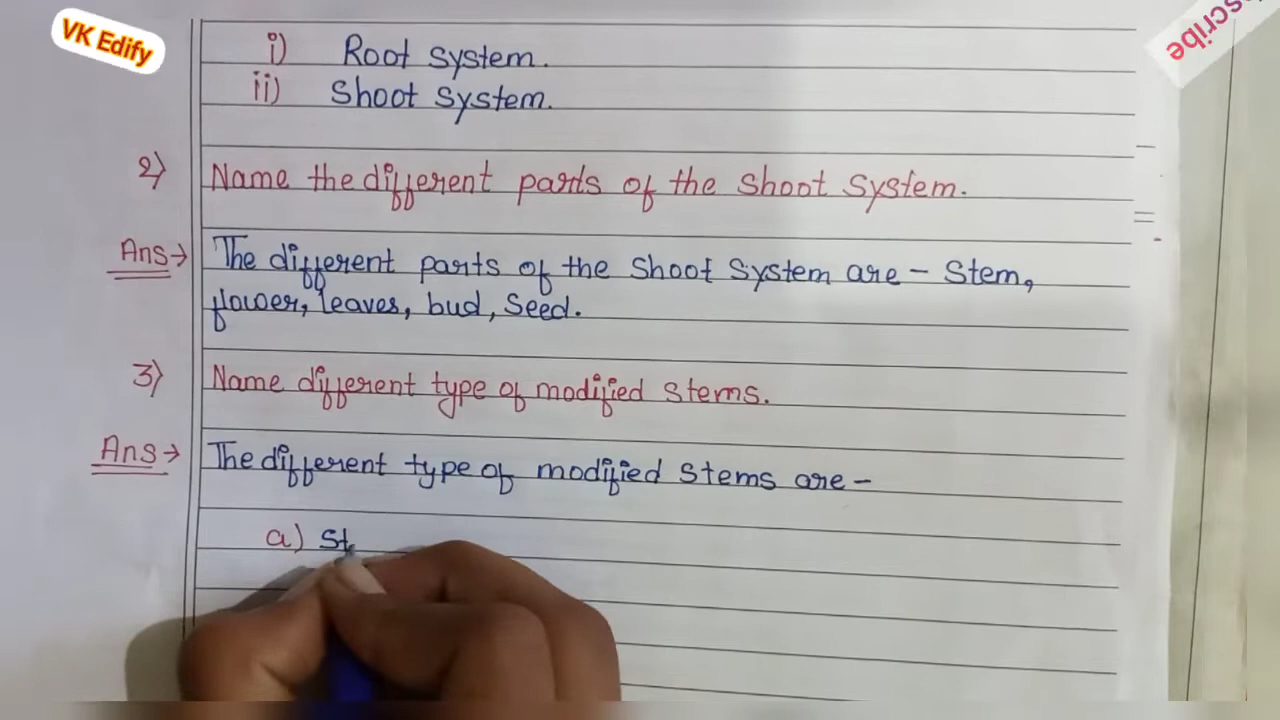 VK Edify
scribe
i) Root system.
ii) Shoot System.
2) Name the different parts of the Shoot System.
Ans→ The different parts of the Shoot System are - Stem,
flower, leaves, bud, Seed.
3) Name different type of modified Stems.
Ans→ The different type of modified Stems are -
a) St